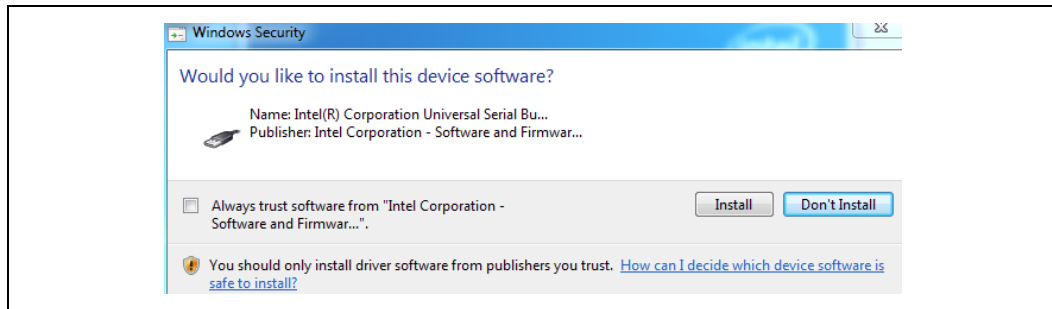 Windows Security
Would you like to install this device software?
Name: Intel(R) Corporation Universal Serial Bu...
Publisher: Intel Corporation - Software and Firmwar...
Always trust software from "Intel Corporation -
Software and Firmwar...".
Install
Don't Install
You should only install driver software from publishers you trust. How can I decide which device software is
safe to install?